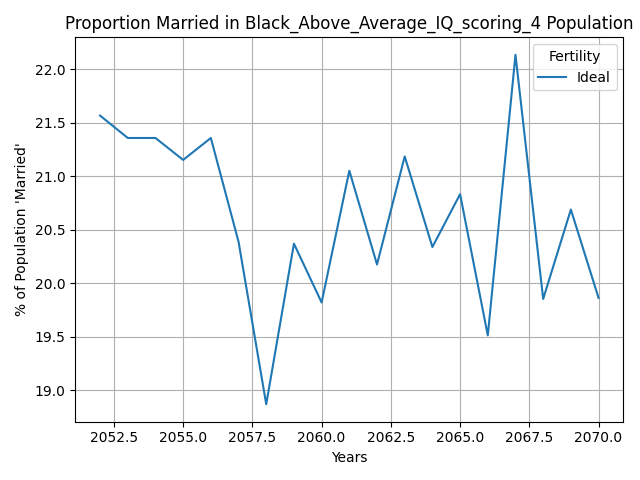 Proportion Married in Black_Above_Average_IQ_scoring_4 Population
Fertility
Ideal
% of Population 'Married'
22.0
21.5
21.0
20.5
20.0
19.5
19.0
2052.5 2055.0 2057.5 2060.0 2062.5 2065.0 2067.5 2070.0
Years